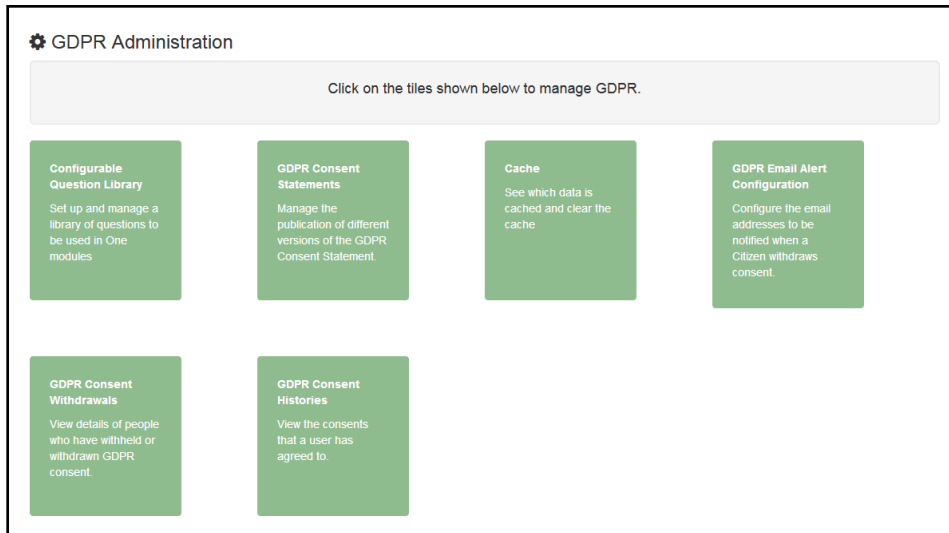 GDPR Administration
Click on the tiles shown below to manage GDPR.
Configurable
Question Library
Set up and manage a
library of questions to
be used in One
modules
GDPR Consent
Statements
Manage the
publication of different
versions of the GDPR
Consent Statement.
Cache
See which data is
cached and clear the
cache
GDPR Email Alert
Configuration
Configure the email
addresses to be
notified when a
Citizen withdraws
consent.
GDPR Consent
Withdrawals
View details of people
who have withheld or
withdrawn GDPR
consent.
GDPR Consent
Histories
View the consents
that a user has
agreed to.